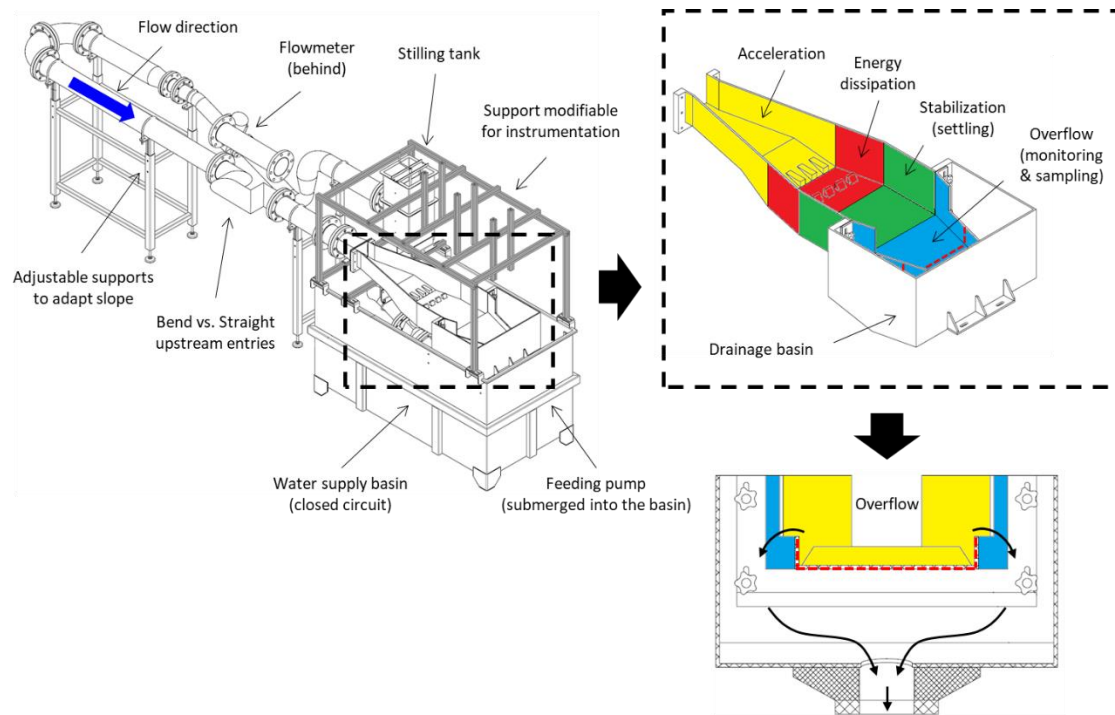 Flow direction
Flowmeter
(behind)
Stilling tank
Support modifiable
for instrumentation
Adjustable supports
to adapt slope
Bend vs. Straight
upstream entries
Water supply basin
(closed circuit)
Feeding pump
(submerged into the basin)
Acceleration
Energy
dissipation
Stabilization
(settling)
Overflow
(monitoring
& sampling)
Drainage basin
Overflow